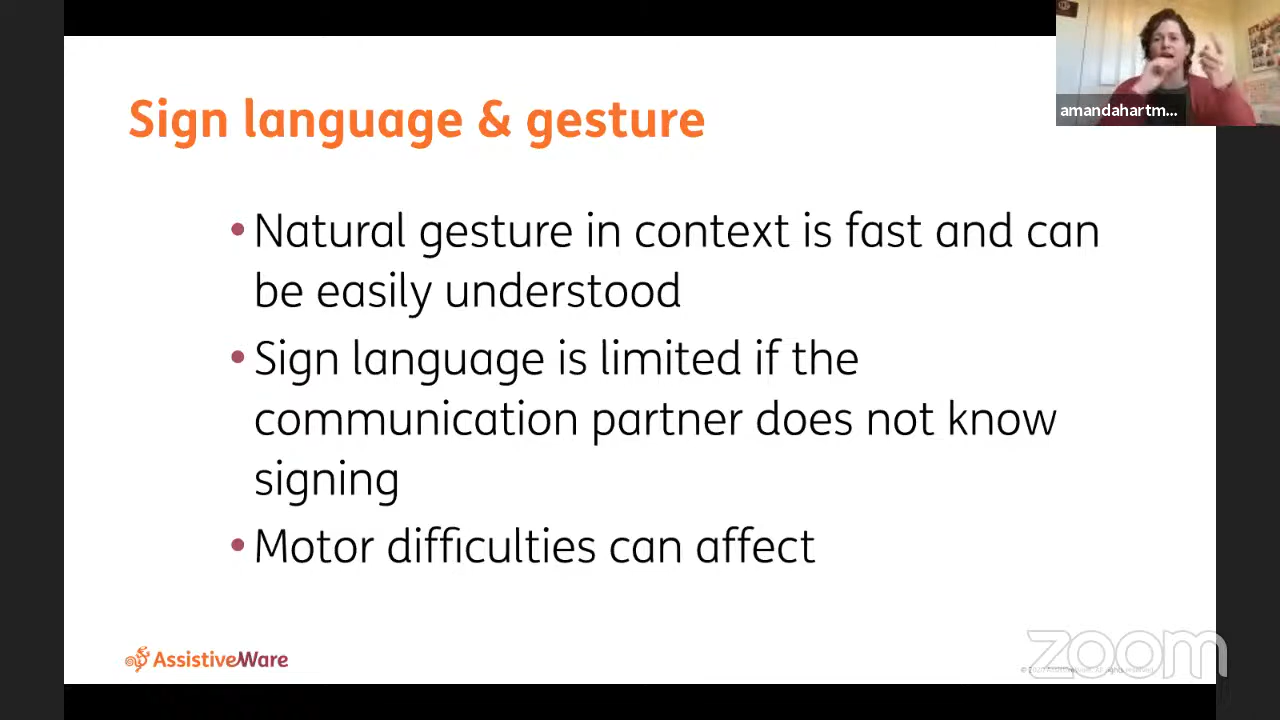 amandahartm...
Sign language & gesture
• Natural gesture in context is fast and can
be easily understood
• Sign language is limited if the
communication partner does not know
signing
• Motor difficulties can affect
AssistiveWare
zoom